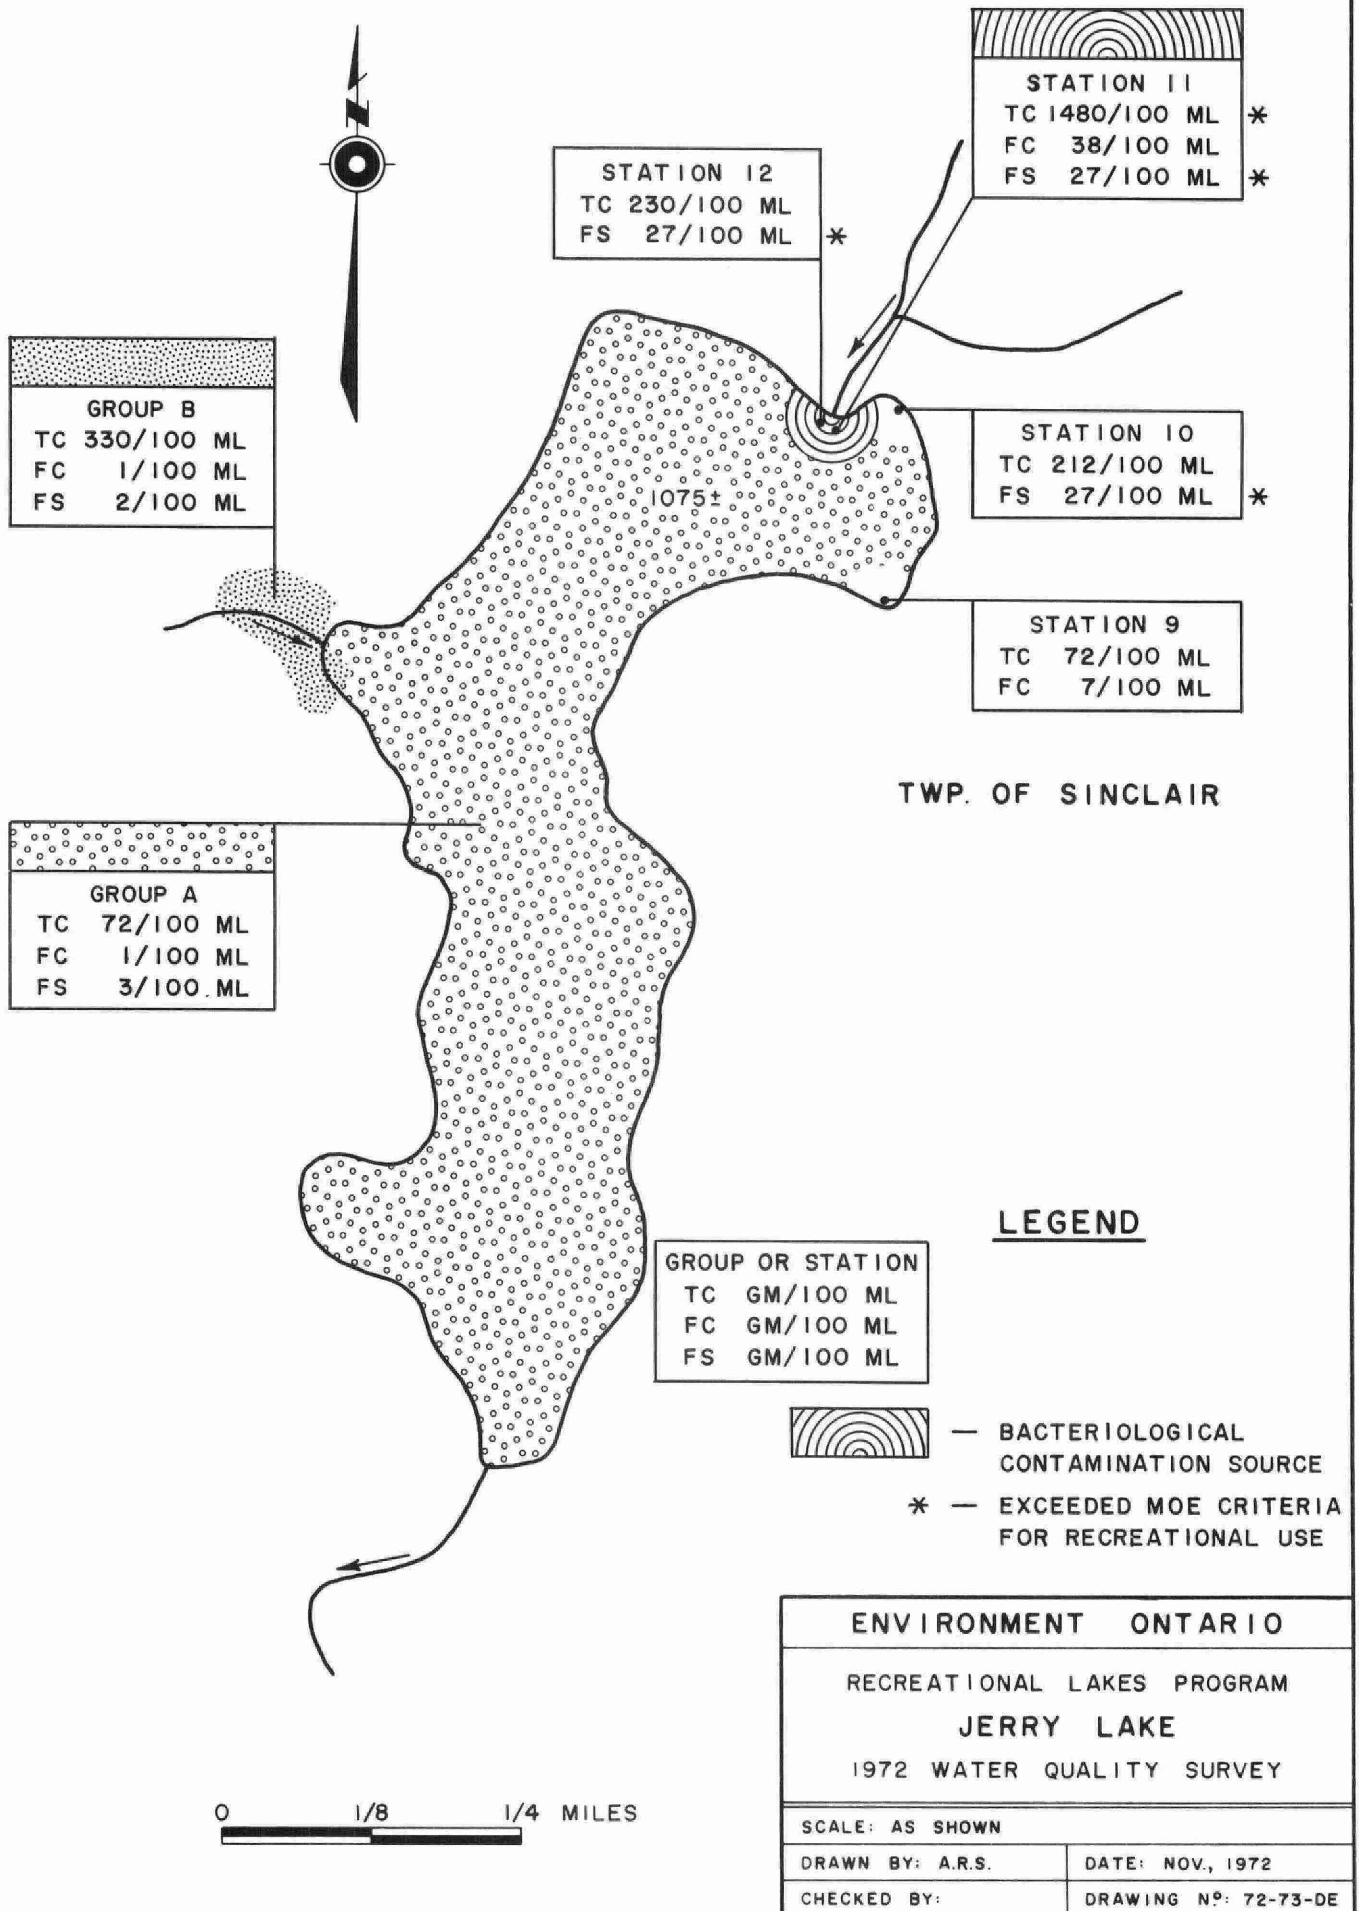 N
STATION 11
TC 1480/100 ML *
FC 38/100 ML
FS 27/100 ML *
STATION 12
TC 230/100 ML
FS 27/100 ML *
GROUP B
TC 330/100 ML
FC 1/100 ML
FS 2/100 ML
STATION 10
TC 212/100 ML
FS 27/100 ML *
1075±
STATION 9
TC 72/100 ML
FC 7/100 ML
TWP. OF SINCLAIR
GROUP A
TC 72/100 ML
FC 1/100 ML
FS 3/100 ML
LEGEND
GROUP OR STATION
TC GM/100 ML
FC GM/100 ML
FS GM/100 ML
— BACTERIOLOGICAL
CONTAMINATION SOURCE
* — EXCEEDED MOE CRITERIA
FOR RECREATIONAL USE
ENVIRONMENT ONTARIO
RECREATIONAL LAKES PROGRAM
JERRY LAKE
1972 WATER QUALITY SURVEY
0 1/8 1/4 MILES
SCALE: AS SHOWN
DRAWN BY: A.R.S.
DATE: NOV., 1972
CHECKED BY:
DRAWING Nº: 72-73-DE